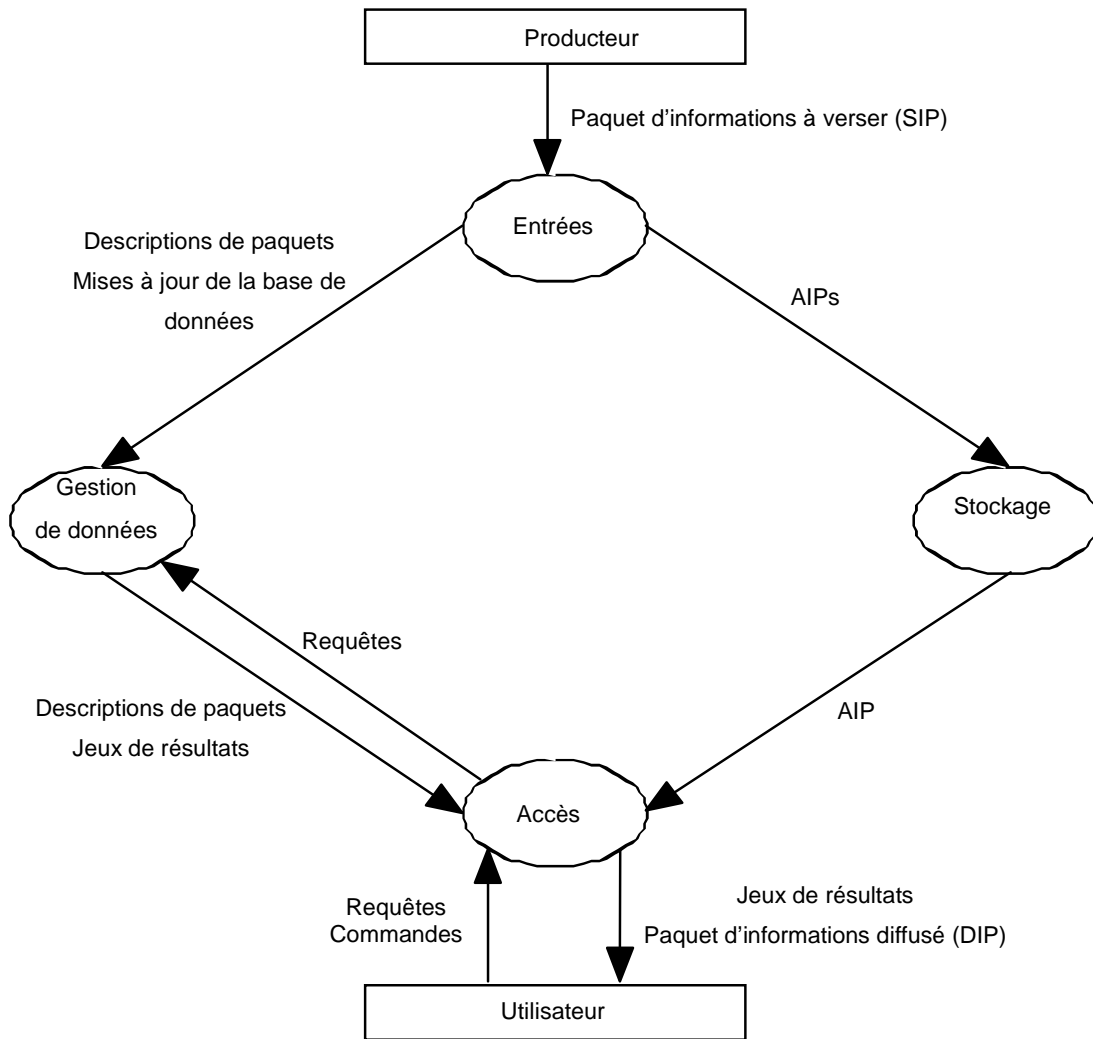 Producteur
Paquet d'informations à verser (SIP)
Entrées
Descriptions de paquets
Mises à jour de la base de
données
AIPs
Gestion
de données
Stockage
Requêtes
Descriptions de paquets
Jeux de résultats
AIP
Accès
Requêtes
Commandes
Jeux de résultats
Paquet d'informations diffusé (DIP)
Utilisateur